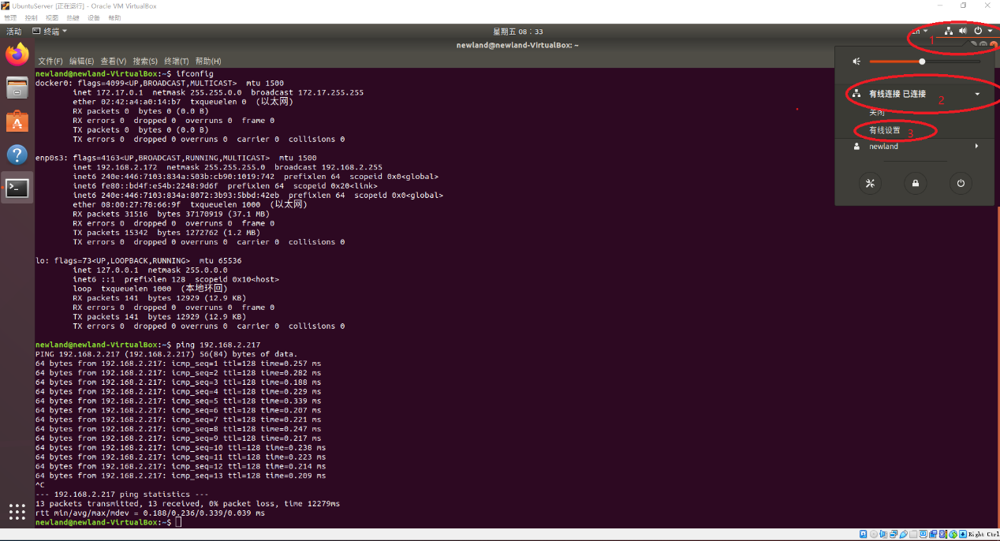 UbuntuServer [正在运行] - Oracle VM VirtualBox
管理 控制 视图 热键 设备 帮助
活动 终端 星期五 08：33
newland@newland-VirtualBox: ~
1
文件(F) 编辑(E) 查看(V) 搜索(S) 终端(T) 帮助(H)
newland@newland-VirtualBox:~$ ifconfig
docker0: flags=4099<UP,BROADCAST,MULTICAST> mtu 1500
inet 172.17.0.1 netmask 255.255.0.0 broadcast 172.17.255.255
ether 02:42:a4:a0:14:b7 txqueuelen 0 (以太网)
RX packets 0 bytes 0 (0.0 B)
RX errors 0 dropped 0 overruns 0 frame 0
TX packets 0 bytes 0 (0.0 B)
TX errors 0 dropped 0 overruns 0 carrier 0 collisions 0
enp0s3: flags=4163<UP,BROADCAST,RUNNING,MULTICAST> mtu 1500
inet 192.168.2.172 netmask 255.255.255.0 broadcast 192.168.2.255
inet6 240e:446:7103:834a:503b:cb90:1019:742 prefixlen 64 scopeid 0x0<global>
inet6 fe80::bd4f:e54b:2248:9d6f prefixlen 64 scopeid 0x20<link>
inet6 240e:446:7103:834a:8072:3b93:5bbd:42eb prefixlen 64 scopeid 0x0<global>
ether 08:00:27:78:66:9f txqueuelen 1000 (以太网)
RX packets 31516 bytes 37170919 (37.1 MB)
RX errors 0 dropped 0 overruns 0 frame 0
TX packets 15342 bytes 1272762 (1.2 MB)
TX errors 0 dropped 0 overruns 0 carrier 0 collisions 0
lo: flags=73<UP,LOOPBACK,RUNNING> mtu 65536
inet 127.0.0.1 netmask 255.0.0.0
inet6 ::1 prefixlen 128 scopeid 0x10<host>
loop txqueuelen 1000 (本地环回)
RX packets 141 bytes 12929 (12.9 KB)
RX errors 0 dropped 0 overruns 0 frame 0
TX packets 141 bytes 12929 (12.9 KB)
TX errors 0 dropped 0 overruns 0 carrier 0 collisions 0
newland@newland-VirtualBox:~$ ping 192.168.2.217
PING 192.168.2.217 (192.168.2.217) 56(84) bytes of data.
64 bytes from 192.168.2.217: icmp_seq=1 ttl=128 time=0.257 ms
64 bytes from 192.168.2.217: icmp_seq=2 ttl=128 time=0.282 ms
64 bytes from 192.168.2.217: icmp_seq=3 ttl=128 time=0.188 ms
64 bytes from 192.168.2.217: icmp_seq=4 ttl=128 time=0.229 ms
64 bytes from 192.168.2.217: icmp_seq=5 ttl=128 time=0.339 ms
64 bytes from 192.168.2.217: icmp_seq=6 ttl=128 time=0.207 ms
64 bytes from 192.168.2.217: icmp_seq=7 ttl=128 time=0.221 ms
64 bytes from 192.168.2.217: icmp_seq=8 ttl=128 time=0.247 ms
64 bytes from 192.168.2.217: icmp_seq=9 ttl=128 time=0.217 ms
64 bytes from 192.168.2.217: icmp_seq=10 ttl=128 time=0.238 ms
64 bytes from 192.168.2.217: icmp_seq=11 ttl=128 time=0.223 ms
64 bytes from 192.168.2.217: icmp_seq=12 ttl=128 time=0.214 ms
64 bytes from 192.168.2.217: icmp_seq=13 ttl=128 time=0.209 ms
^C
--- 192.168.2.217 ping statistics ---
13 packets transmitted, 13 received, 0% packet loss, time 12279ms
rtt min/avg/max/mdev = 0.188/0.236/0.339/0.039 ms
newland@newland-VirtualBox:~$
有线连接 已连接 2
关闭
有线设置 3
newland
Right Ctrl